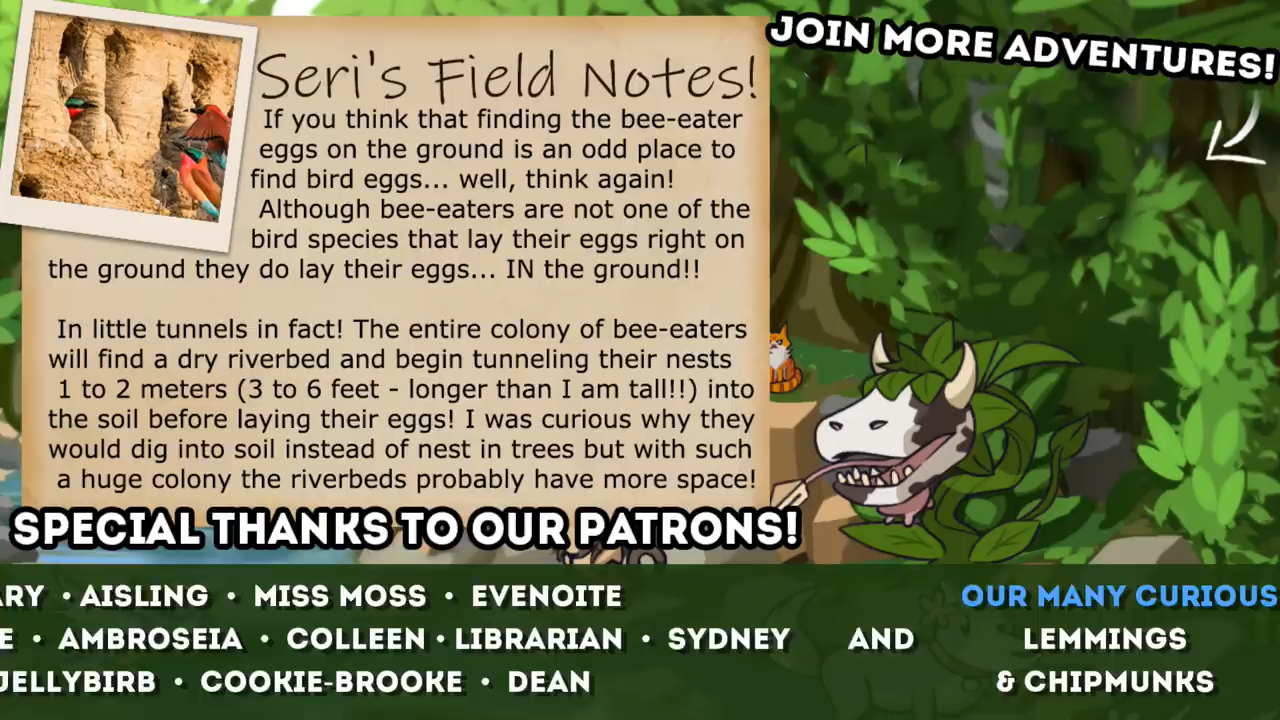 JOIN MORE ADVENTURES!
Seri's Field Notes!
If you think that finding the bee-eater
eggs on the ground is an odd place to
find bird eggs... well, think again!
Although bee-eaters are not one of the
bird species that lay their eggs right on
the ground they do lay their eggs... IN the ground!!
In little tunnels in fact! The entire colony of bee-eaters
will find a dry riverbed and begin tunneling their nests
1 to 2 meters (3 to 6 feet - longer than I am tall!!) into
the soil before laying their eggs! I was curious why they
would dig into soil instead of nest in trees but with such
a huge colony the riverbeds probably have more space!
SPECIAL THANKS TO OUR PATRONS!
ARY • AISLING • MISS MOSS • EVENOITE
E • AMBROSEIA • COLLEEN • LIBRARIAN • SYDNEY
JELLYBIRB • COOKIE-BROOKE • DEAN
AND
OUR MANY CURIOUS
LEMMINGS
& CHIPMUNKS